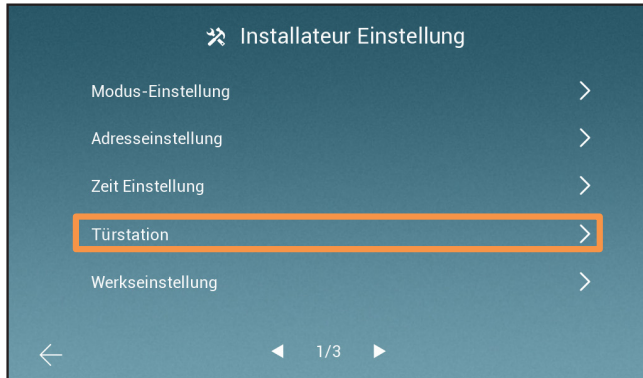 Installateur Einstellung
Modus-Einstellung
Adresseinstellung
Zeit Einstellung
Türstation
Werkseinstellung
1/3